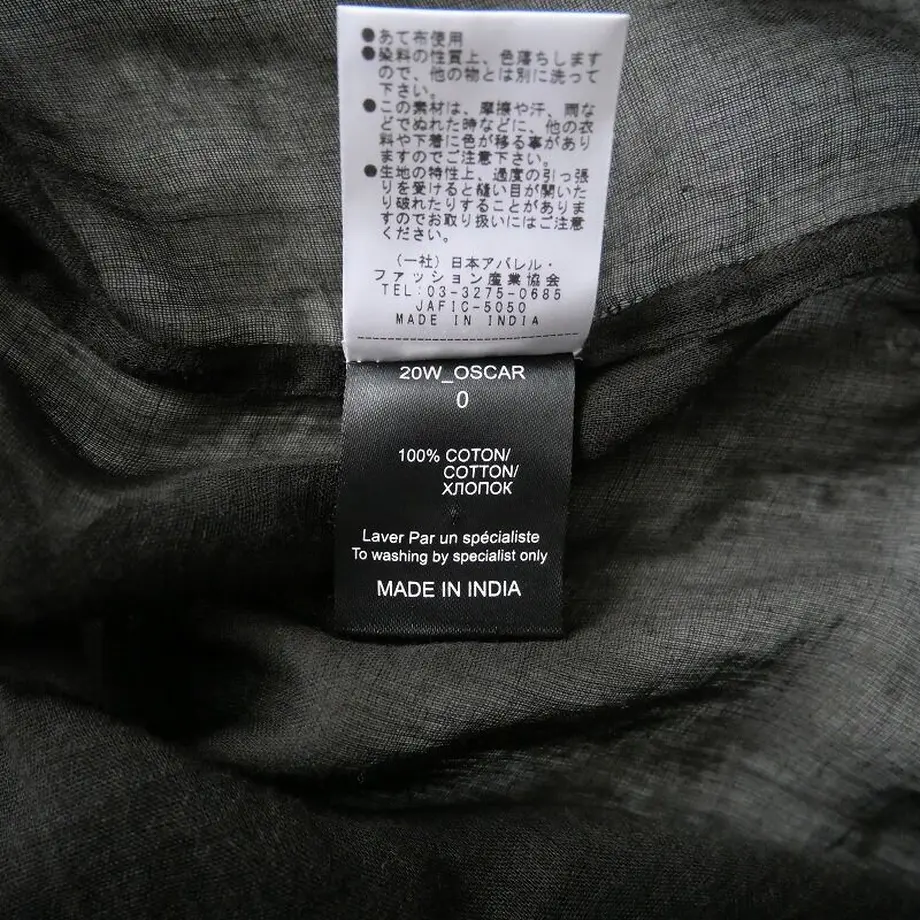 ●あて布使用
●染料の性質上、色落ちします
ので、他の物とは別に洗って
下さい。
●この素材は、摩擦や汗、雨な
どでぬれた時などに、他の衣
料や下着に色が移る事があり
ますのでご注意下さい。
●生地の特性上、過度の引っ張
りを受けると縫い目が開いた
り破れたりすることがありま
すのでお取り扱いにはご注意
ください。
(一社)日本アパレル・
ファッション産業協会
TEL:03-3275-0685
JAFIC-5050
MADE IN INDIA
20W_OSCAR
0
100% COTON/
COTTON/
ХЛОПОК
Laver Par un spécialiste
To washing by specialist only
MADE IN INDIA